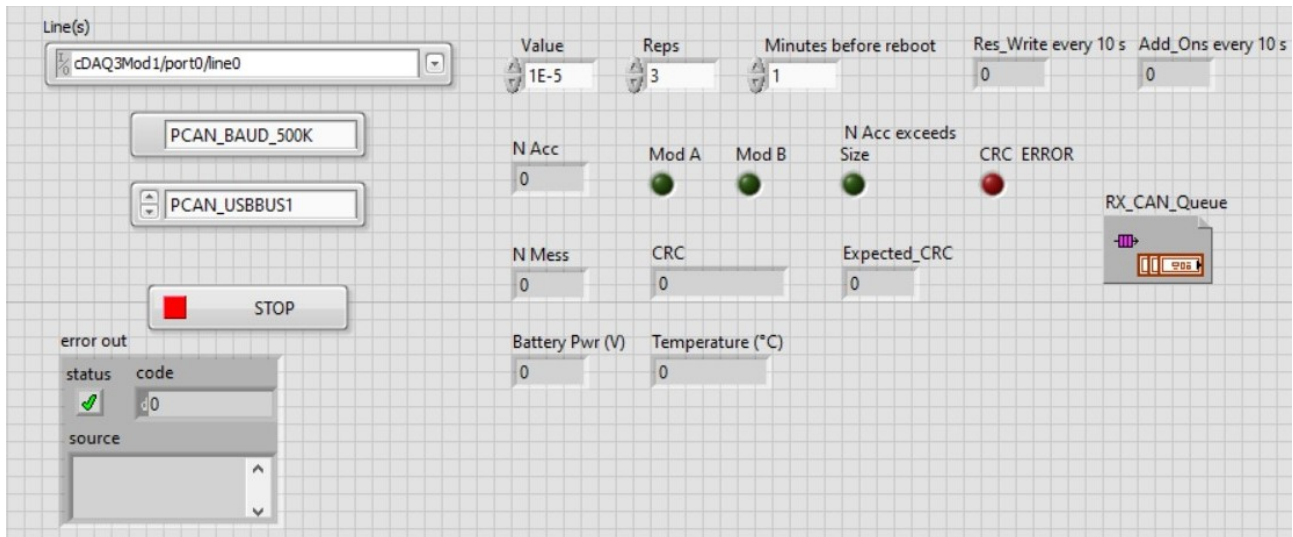 Line(s)
cDAQ3Mod1/port0/line0
Value
1E-5
Reps
3
Minutes before reboot
1
Res_Write every 10 s
0
Add_Ons every 10 s
0
PCAN_BAUD_500K
PCAN_USBBUS1
STOP
N Acc
0
Mod A
Mod B
N Acc exceeds
Size
CRC ERROR
RX_CAN_Queue
N Mess
0
CRC
0
Expected_CRC
0
Battery Pwr (V)
0
Temperature (°C)
0
error out
status
code
d0
source